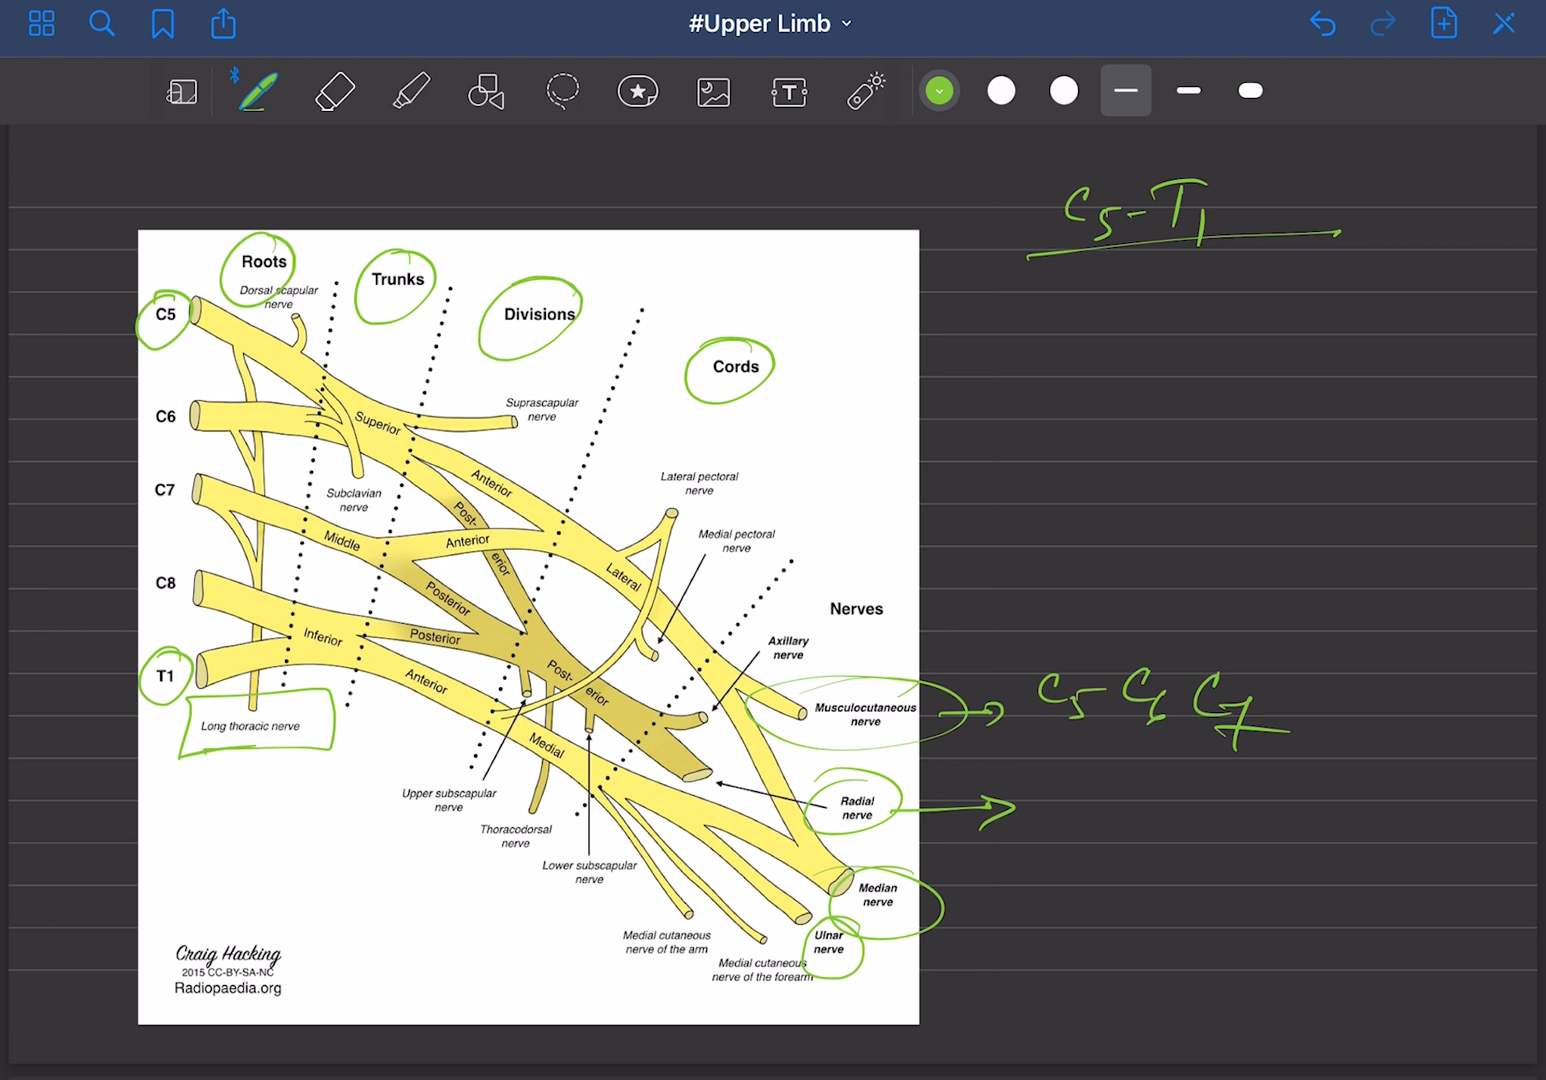 #Upper Limb
T
C5-T1
Roots
Trunks
Divisions
Cords
Nerves
Dorsal scapular
nerve
C5
C6
C7
C8
T1
Superior
Suprascapular
nerve
Subclavian
nerve
Anterior
Post-
erior
Middle
Anterior
Posterior
Lateral
Lateral pectoral
nerve
Medial pectoral
nerve
Inferior
Posterior
Anterior
Post-
erior
Medial
Axillary
nerve
Long thoracic nerve
Musculocutaneous
nerve
C5 C6 C7
Upper subscapular
nerve
Radial
nerve
Thoracodorsal
nerve
Lower subscapular
nerve
Median
nerve
Medial cutaneous
nerve of the arm
Ulnar
nerve
Medial cutaneous
nerve of the forearm
Craig Hacking
2015 CC-BY-SA-NC
Radiopaedia.org